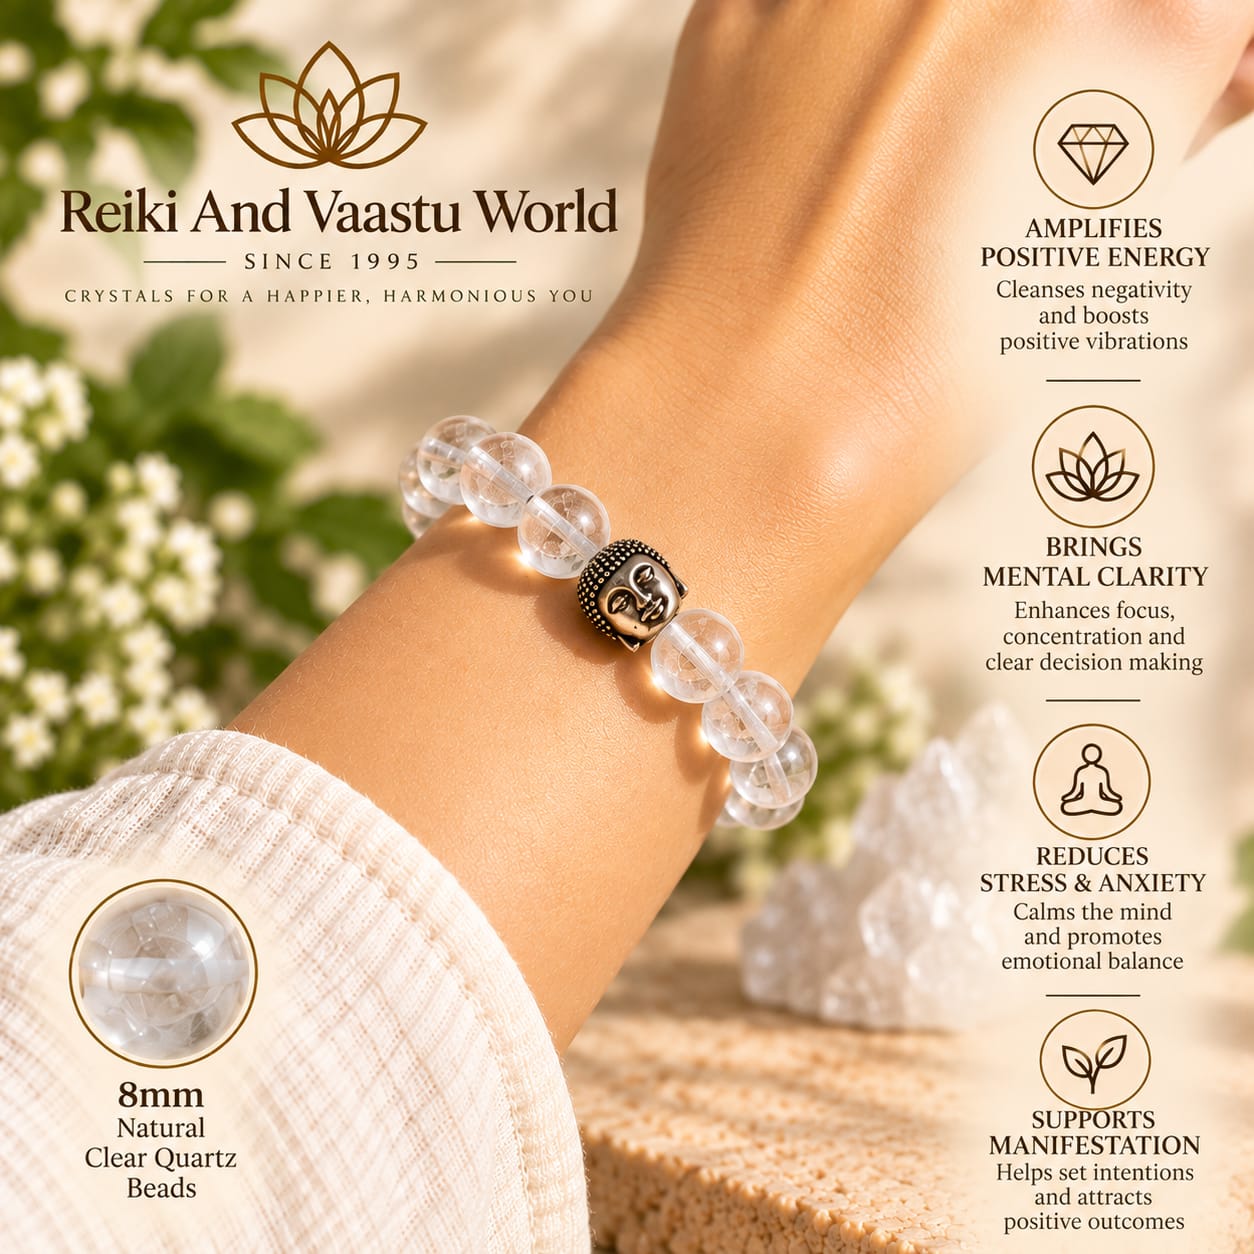 Reiki And Vaastu World
SINCE 1995
CRYSTALS FOR A HAPPIER, HARMONIOUS YOU
AMPLIFIES
POSITIVE ENERGY
Cleanses negativity
and boosts
positive vibrations
BRINGS
MENTAL CLARITY
Enhances focus,
concentration and
clear decision making
REDUCES
STRESS & ANXIETY
Calms the mind
and promotes
emotional balance
SUPPORTS
MANIFESTATION
Helps set intentions
and attracts
positive outcomes
8mm
Natural
Clear Quartz
Beads